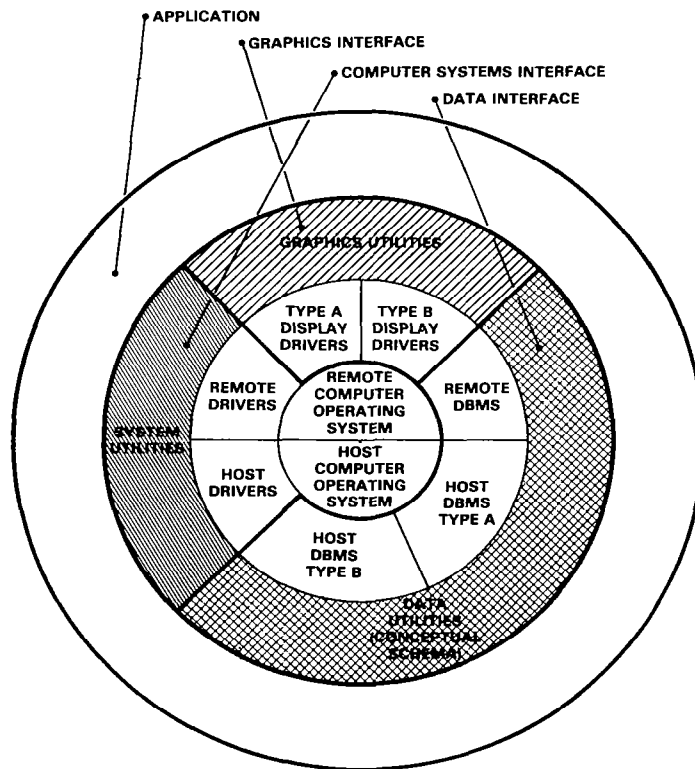 APPLICATION
GRAPHICS INTERFACE
COMPUTER SYSTEMS INTERFACE
DATA INTERFACE
GRAPHICS UTILITIES
TYPE A
DISPLAY
DRIVERS
TYPE B
DISPLAY
DRIVERS
REMOTE
DRIVERS
REMOTE
COMPUTER
OPERATING
SYSTEM
REMOTE
DBMS
SYSTEM
UTILITIES
HOST
DRIVERS
HOST
COMPUTER
OPERATING
SYSTEM
HOST
DBMS
TYPE A
HOST
DBMS
TYPE B
DATA
UTILITIES
(CONCEPTUAL
SCHEMA)